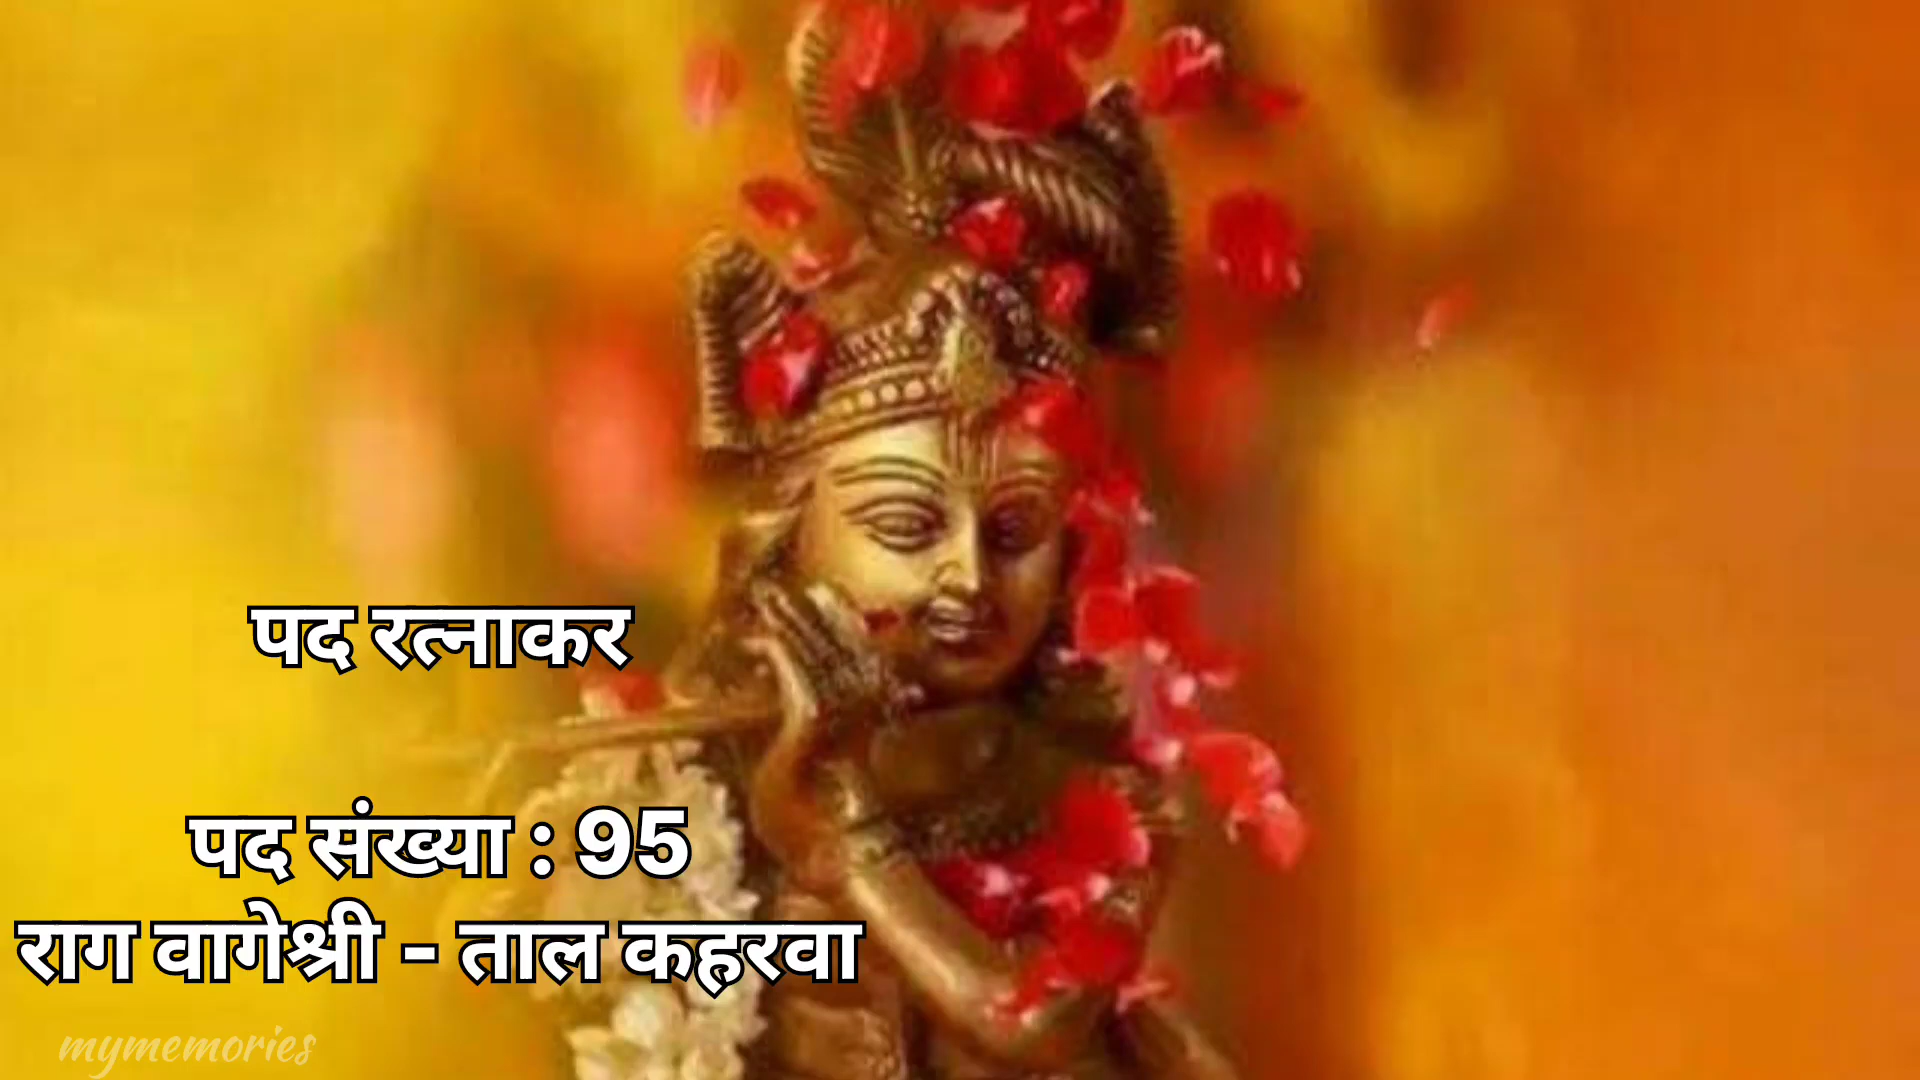 पद रत्नाकर
पद संख्या : 95
राग वागेश्री - ताल कहरवा
mymemories